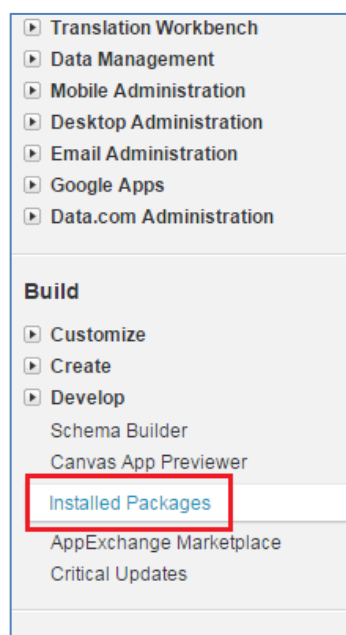 Translation Workbench
Data Management
Mobile Administration
Desktop Administration
Email Administration
Google Apps
Data.com Administration
Build
Customize
Create
Develop
Schema Builder
Canvas App Previewer
Installed Packages
AppExchange Marketplace
Critical Updates